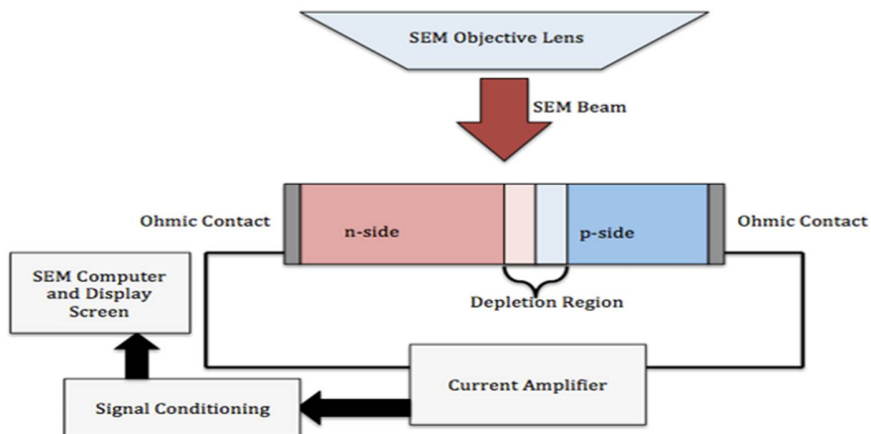 SEM Objective Lens
SEM Beam
Ohmic Contact
n-side
p-side
Ohmic Contact
Depletion Region
SEM Computer
and Display
Screen
Current Amplifier
Signal Conditioning